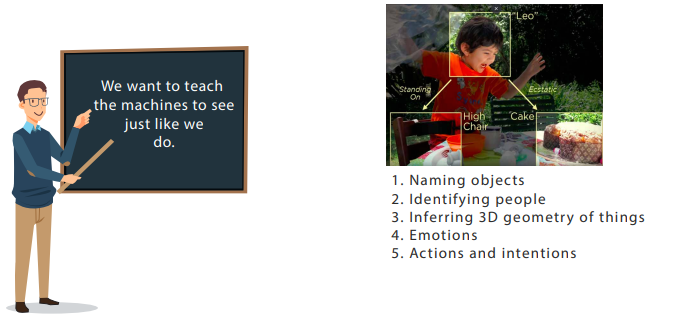 We want to teach
the machines to see
just like we
do.
"Leo"
Standing
On
Ecstatic
High
Chair
Cake
1. Naming objects
2. Identifying people
3. Inferring 3D geometry of things
4. Emotions
5. Actions and intentions